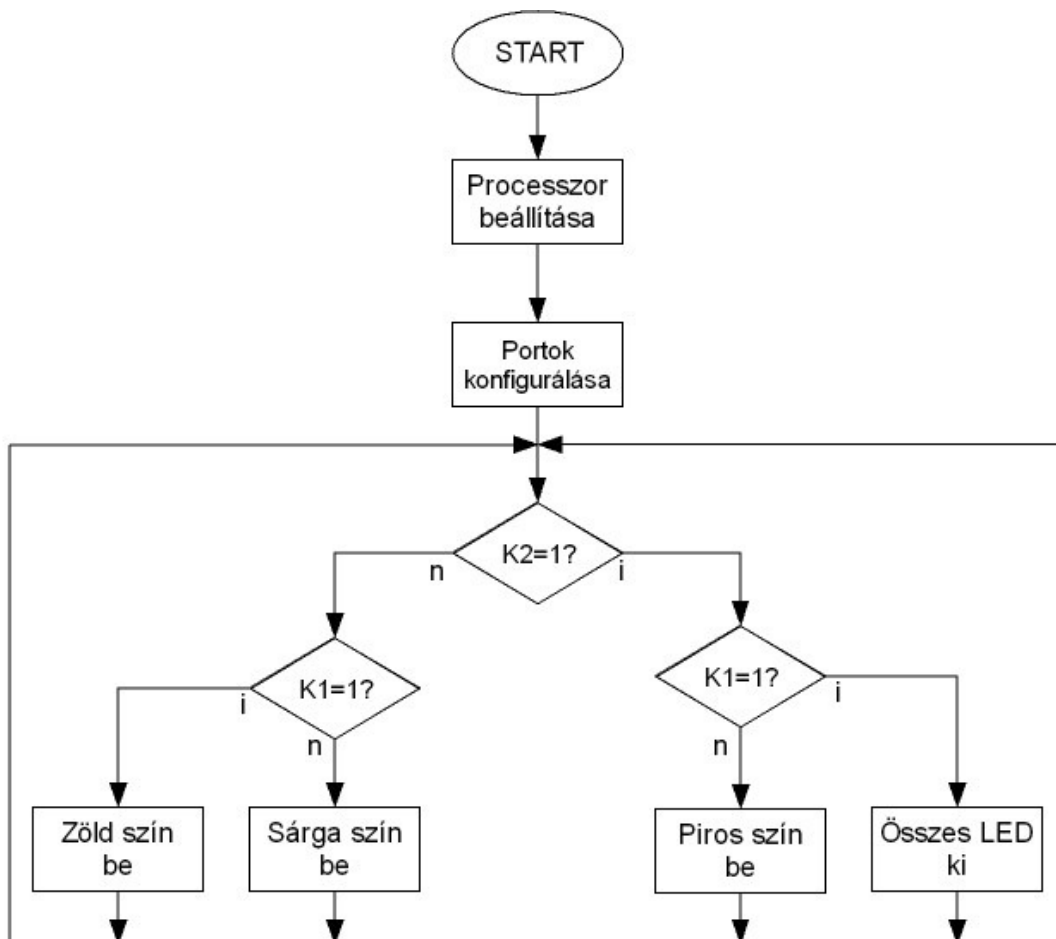 START
Processzor
beállítása
Portok
konfigurálása
K2=1?
n
i
K1=1?
i
n
K1=1?
n
i
Zöld szín
be
Sárga szín
be
Piros szín
be
Összes LED
ki